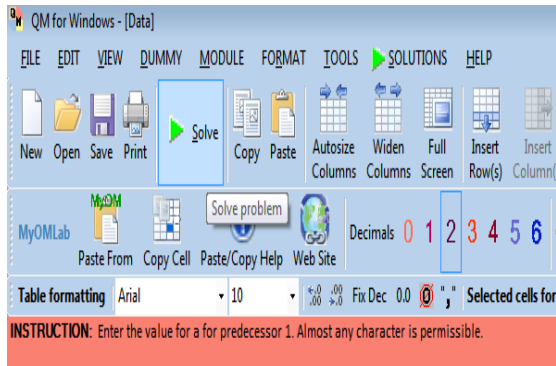 QM for Windows - [Data]
FILE EDIT VIEW DUMMY MODULE FORMAT TOOLS SOLUTIONS HELP
New Open Save Print Solve Copy Paste Autosize Columns Widen Columns Full Screen Insert Row(s) Insert Column(
MyOMLab MyOM Paste From Copy Cell Paste/Copy Help Web Site Decimals 0 1 2 3 4 5 6
Solve problem
Table formatting Arial 10 Fix Dec 0.0 0 "," Selected cells for
INSTRUCTION: Enter the value for a for predecessor 1. Almost any character is permissible.